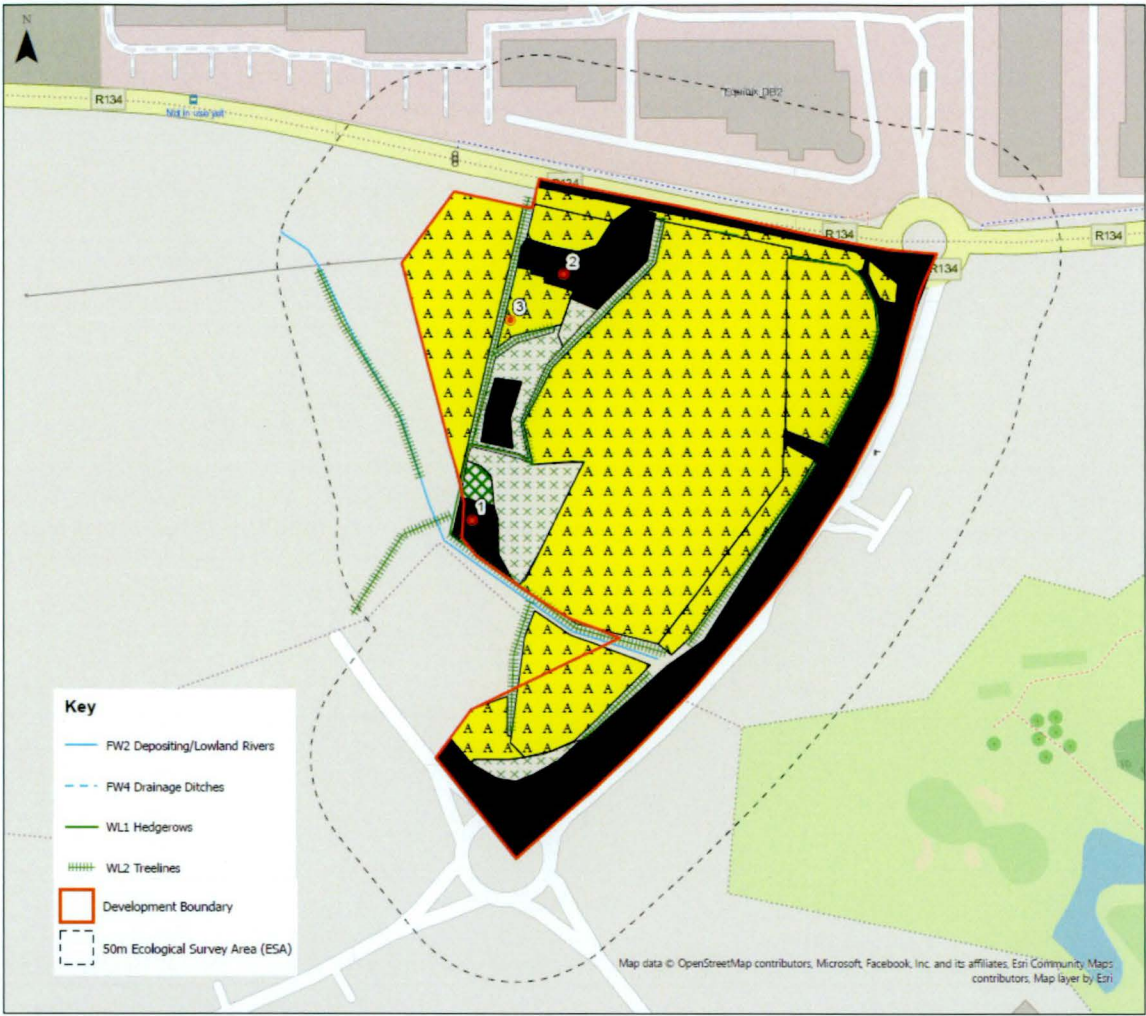 N
R134
Not in use yet
Equinix DB2
R134
R134
R134
R134
2
3
1
Key
FW2 Depositing/Lowland Rivers
FW4 Drainage Ditches
WL1 Hedgerows
WL2 Treelines
Development Boundary
50m Ecological Survey Area (ESA)
Map data © OpenStreetMap contributors, Microsoft, Facebook, Inc. and its affiliates, Esri Community Maps
contributors, Map layer by Esri